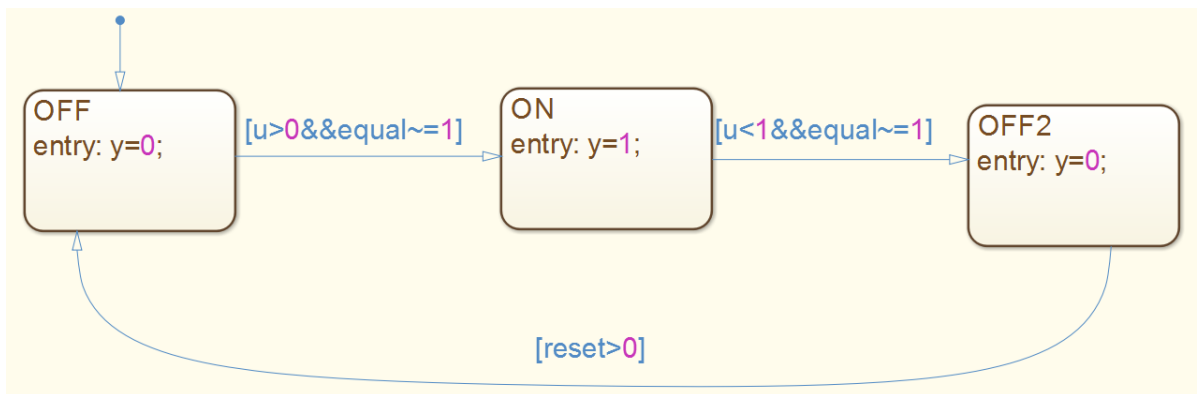 OFF
entry: y=0;
[u>0&&equal~=1]
ON
entry: y=1;
[u<1&&equal~=1]
OFF2
entry: y=0;
[reset>0]